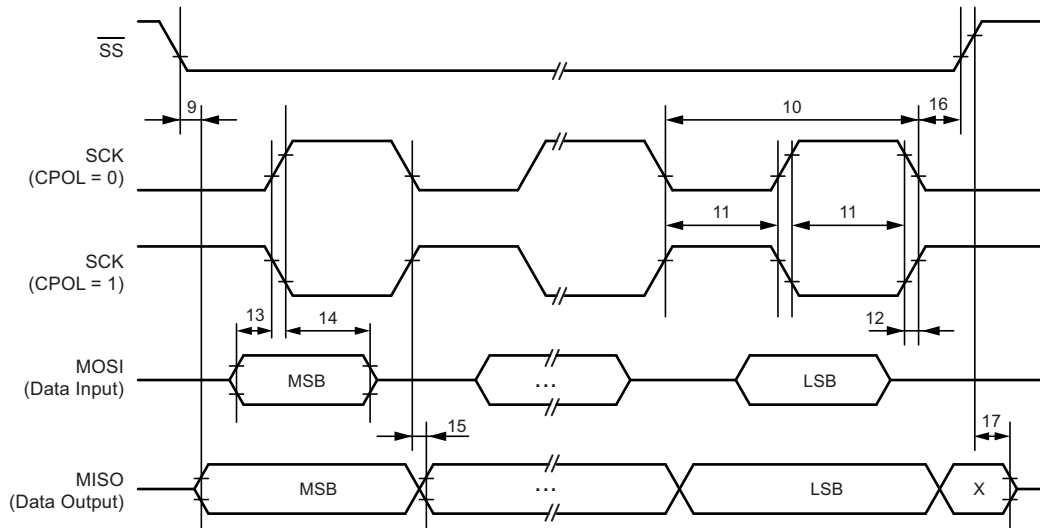 SS
9
10
16
SCK
(CPOL = 0)
11
11
SCK
(CPOL = 1)
13
14
12
MOSI
(Data Input)
MSB
...
LSB
15
17
MISO
(Data Output)
MSB
...
LSB
X